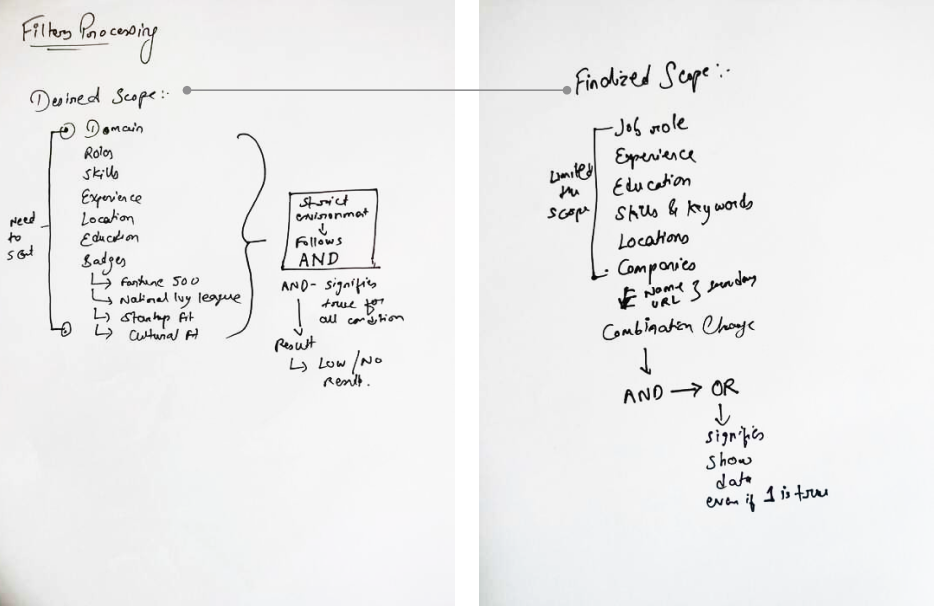 Filters Processing
Desired Scope:-
Domain
Roles
Skills
Experience
Location
Education
Badges
Fortune 500
National Ivy league
Startup fit
Cultural fit
Need
to
sort
Strict
environment
Follows
AND
AND - signifies
true for
all condition
Result
Low / No
result.
Finalized Scope:-
Limited
the
scope
Job role
Experience
Education
Skills & Keywords
Locations
Companies
Name
URL
Combination Change
AND → OR
signifies
show
data
even if 1 is true